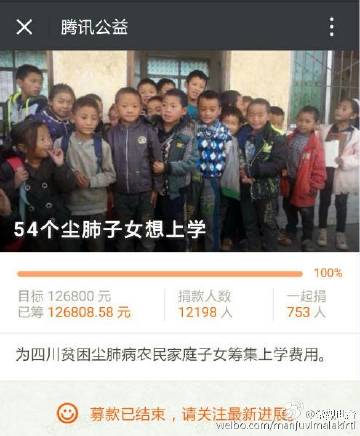 腾讯公益
54个尘肺子女想上学
100%
目标 126800 元
捐款人数
一起捐
已筹 126808.58 元
12198 人
753 人
为四川贫困尘肺病农民家庭子女筹集上学费用。
募款已结束，请关注最新进展。
weibo.com/manjuvimalakirti